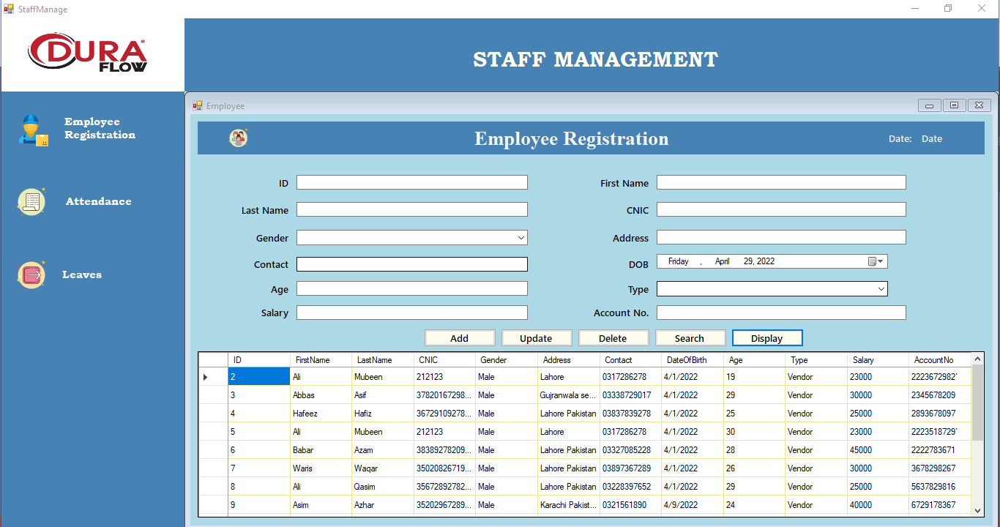 StaffManage
DURA®
FLOW
STAFF MANAGEMENT
Employee
Registration
Attendance
Leaves
Employee
Employee Registration
Date: Date
ID
First Name
Last Name
CNIC
Gender
Address
Contact
DOB Friday , April 29, 2022
Age
Type
Salary
Account No.
Add Update Delete Search Display
ID FirstName LastName CNIC Gender Address Contact DateOfBirth Age Type Salary AccountNo
2 Ali Mubeen 212123 Male Lahore 0317286278 4/1/2022 19 Vendor 23000 2223672982`
3 Abbas Asif 37820167298... Male Gujranwala se... 03338729017 4/1/2022 29 Vendor 30000 2345678209
4 Hafeez Hafiz 36729109278... Male Lahore Pakistan 03837839278 4/1/2022 25 Vendor 25000 2893678097
5 Ali Mubeen 212123 Male Lahore 0317286278 4/1/2022 30 Vendor 23000 2223518729`
6 Babar Azam 38389278209... Male Lahore Pakistan 03327085228 4/1/2022 28 Vendor 45000 2222783671
7 Waris Waqar 35020826719... Male Lahore Pakistan 03897367289 4/1/2022 26 Vendor 30000 3678298267
8 Ali Qasim 35672892782... Male Lahore Pakistan 03228397652 4/1/2022 29 Vendor 25000 5637829816
9 Asim Azhar 35202967289... Male Karachi Pakist... 0321561890 4/9/2022 24 Vendor 40000 6729178367